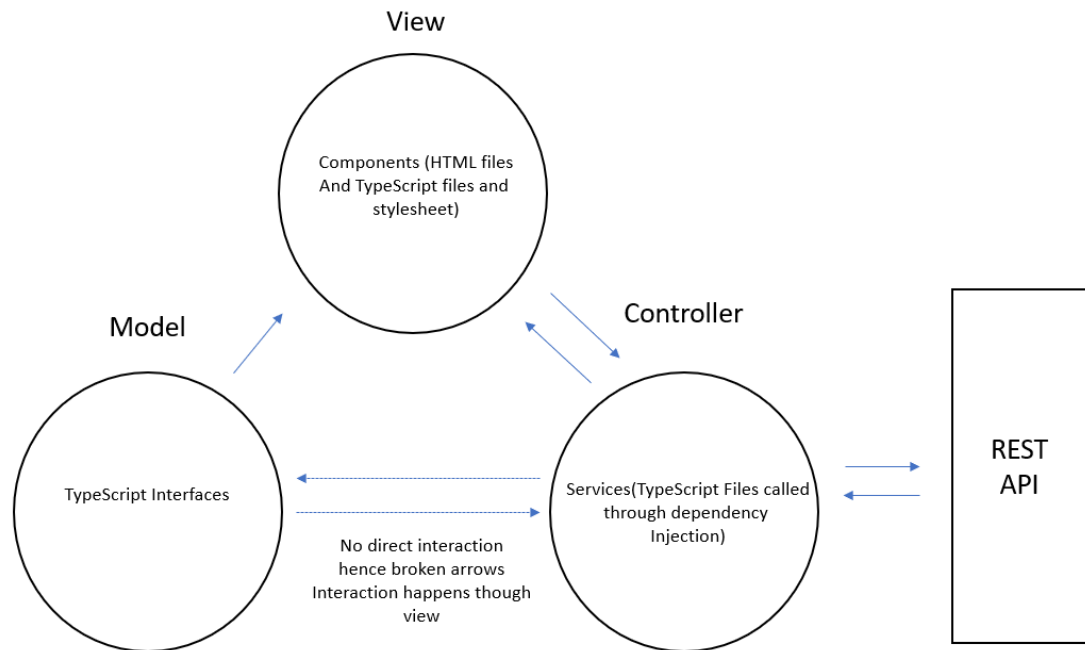 View
Components (HTML files
And TypeScript files and
stylesheet)
Model
Controller
TypeScript Interfaces
Services(TypeScript Files called
through dependency
Injection)
No direct interaction
hence broken arrows
Interaction happens though
view
REST
API